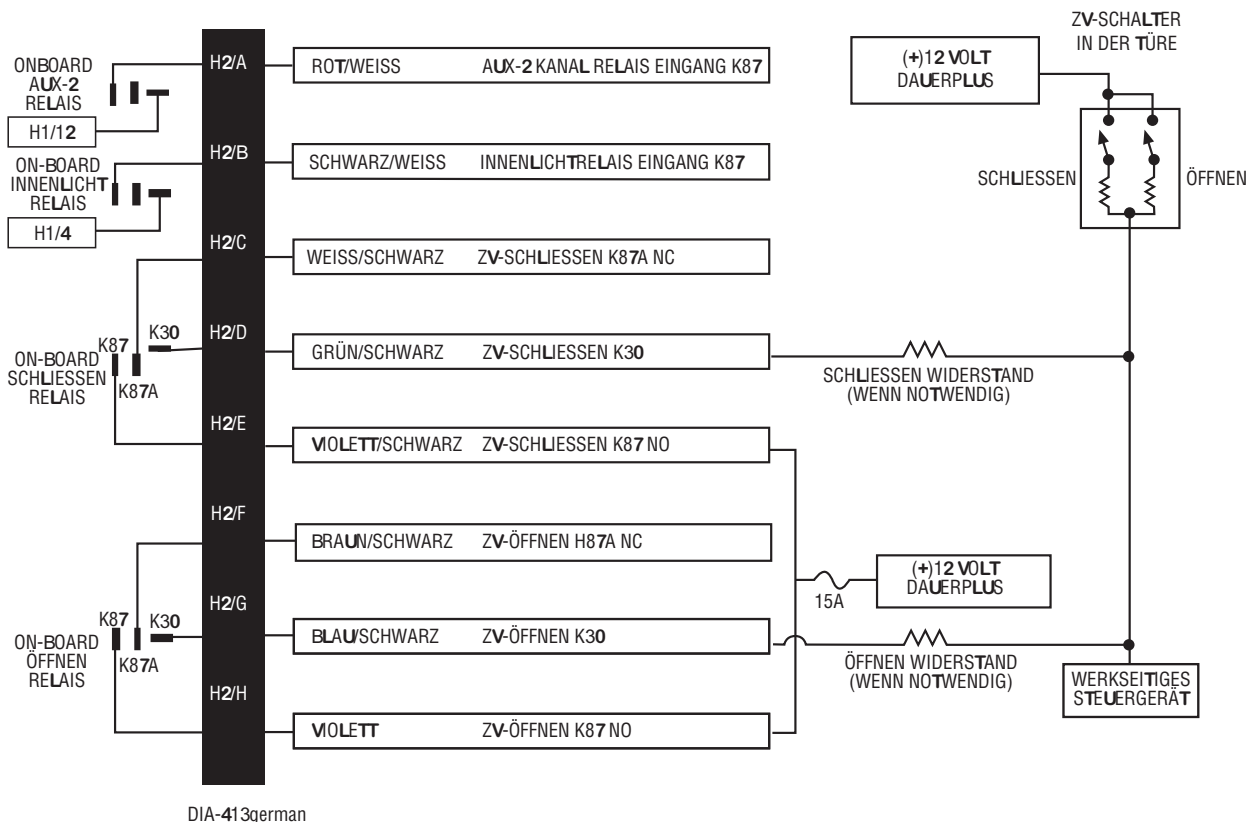 ZV-SCHALTER
IN DER TÜRE
(+)12 VOLT
DAUERPLUS
SCHLIESSEN
ÖFFNEN
ONBOARD
AUX-2
RELAIS
H1/12
H2/A
ROT/WEISS AUX-2 KANAL RELAIS EINGANG K87
ON-BOARD
INNENLICHT
RELAIS
H1/4
H2/B
SCHWARZ/WEISS INNENLICHTRELAIS EINGANG K87
H2/C
WEISS/SCHWARZ ZV-SCHLIESSEN K87A NC
K87
K30
K87A
ON-BOARD
SCHLIESSEN
RELAIS
H2/D
GRÜN/SCHWARZ ZV-SCHLIESSEN K30
SCHLIESSEN WIDERSTAND
(WENN NOTWENDIG)
H2/E
VIOLETT/SCHWARZ ZV-SCHLIESSEN K87 NO
H2/F
BRAUN/SCHWARZ ZV-ÖFFNEN H87A NC
15A
(+)12 VOLT
DAUERPLUS
K87
K30
K87A
ON-BOARD
ÖFFNEN
RELAIS
H2/G
BLAU/SCHWARZ ZV-ÖFFNEN K30
ÖFFNEN WIDERSTAND
(WENN NOTWENDIG)
WERKSEITIGES
STEUERGERÄT
H2/H
VIOLETT ZV-ÖFFNEN K87 NO
DIA-413german